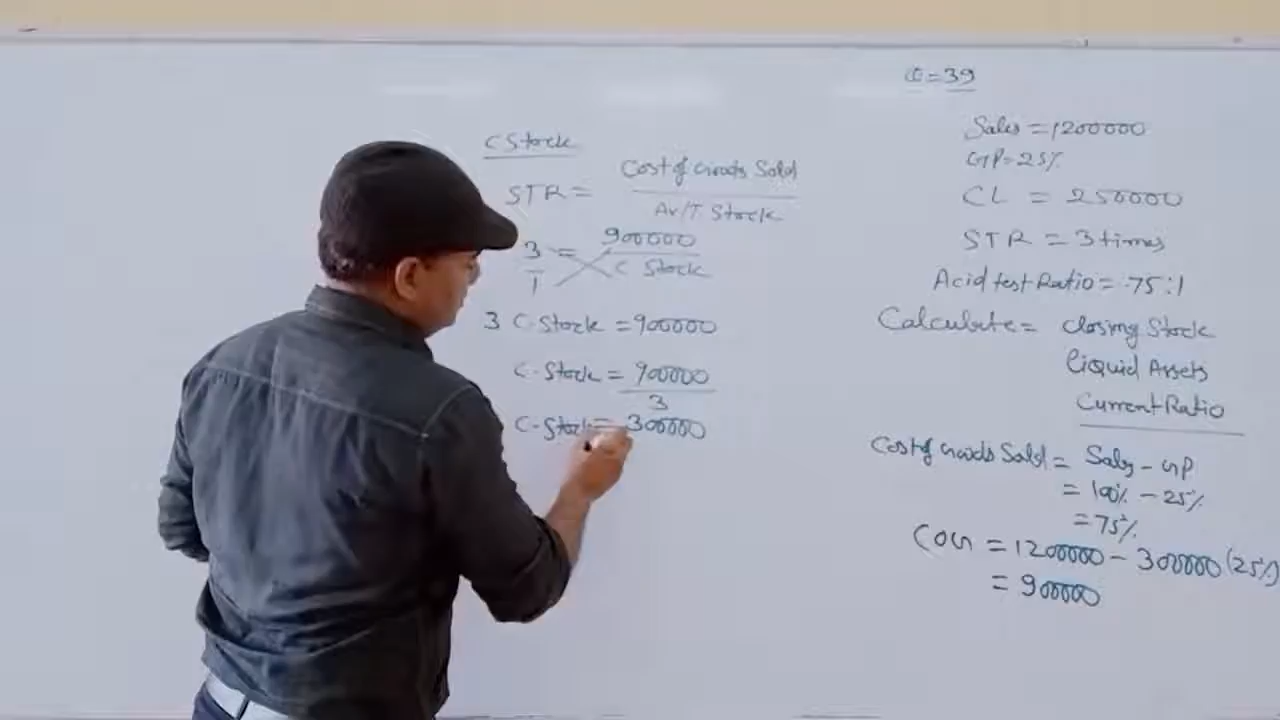 Q=39
Sales =1200000
GP=25%
CL = 250000
STR = 3 times
Acid test Ratio = .75:1
Calculate = closing Stock
Liquid Assets
Current Ratio
Cost of Goods Sold = Sales - GP
= 100% - 25%
= 75%
COG = 1200000 - 300000 (25%)
= 900000
C Stock
STR = Cost of Goods Sold
Av/T. Stock
3 = 900000
1 C Stock
3 C-Stock = 900000
C-Stock = 900000
3
C-Stock = 300000